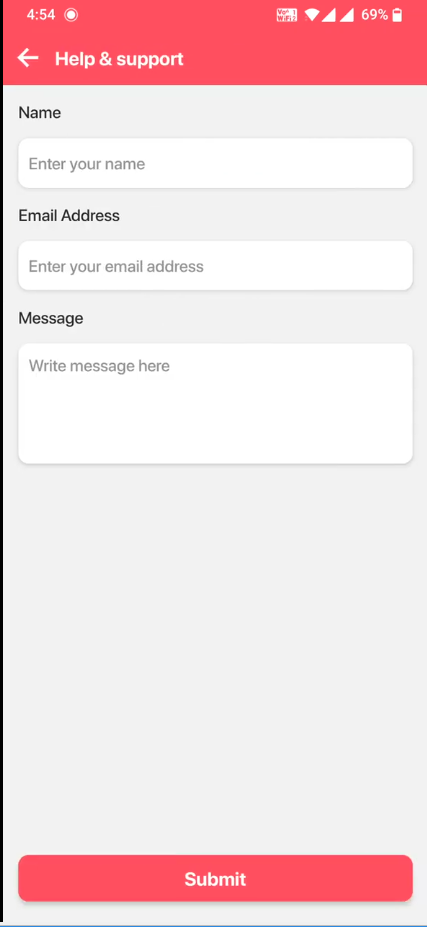 4:54 69%
Help & support
Name
Enter your name
Email Address
Enter your email address
Message
Write message here
Submit